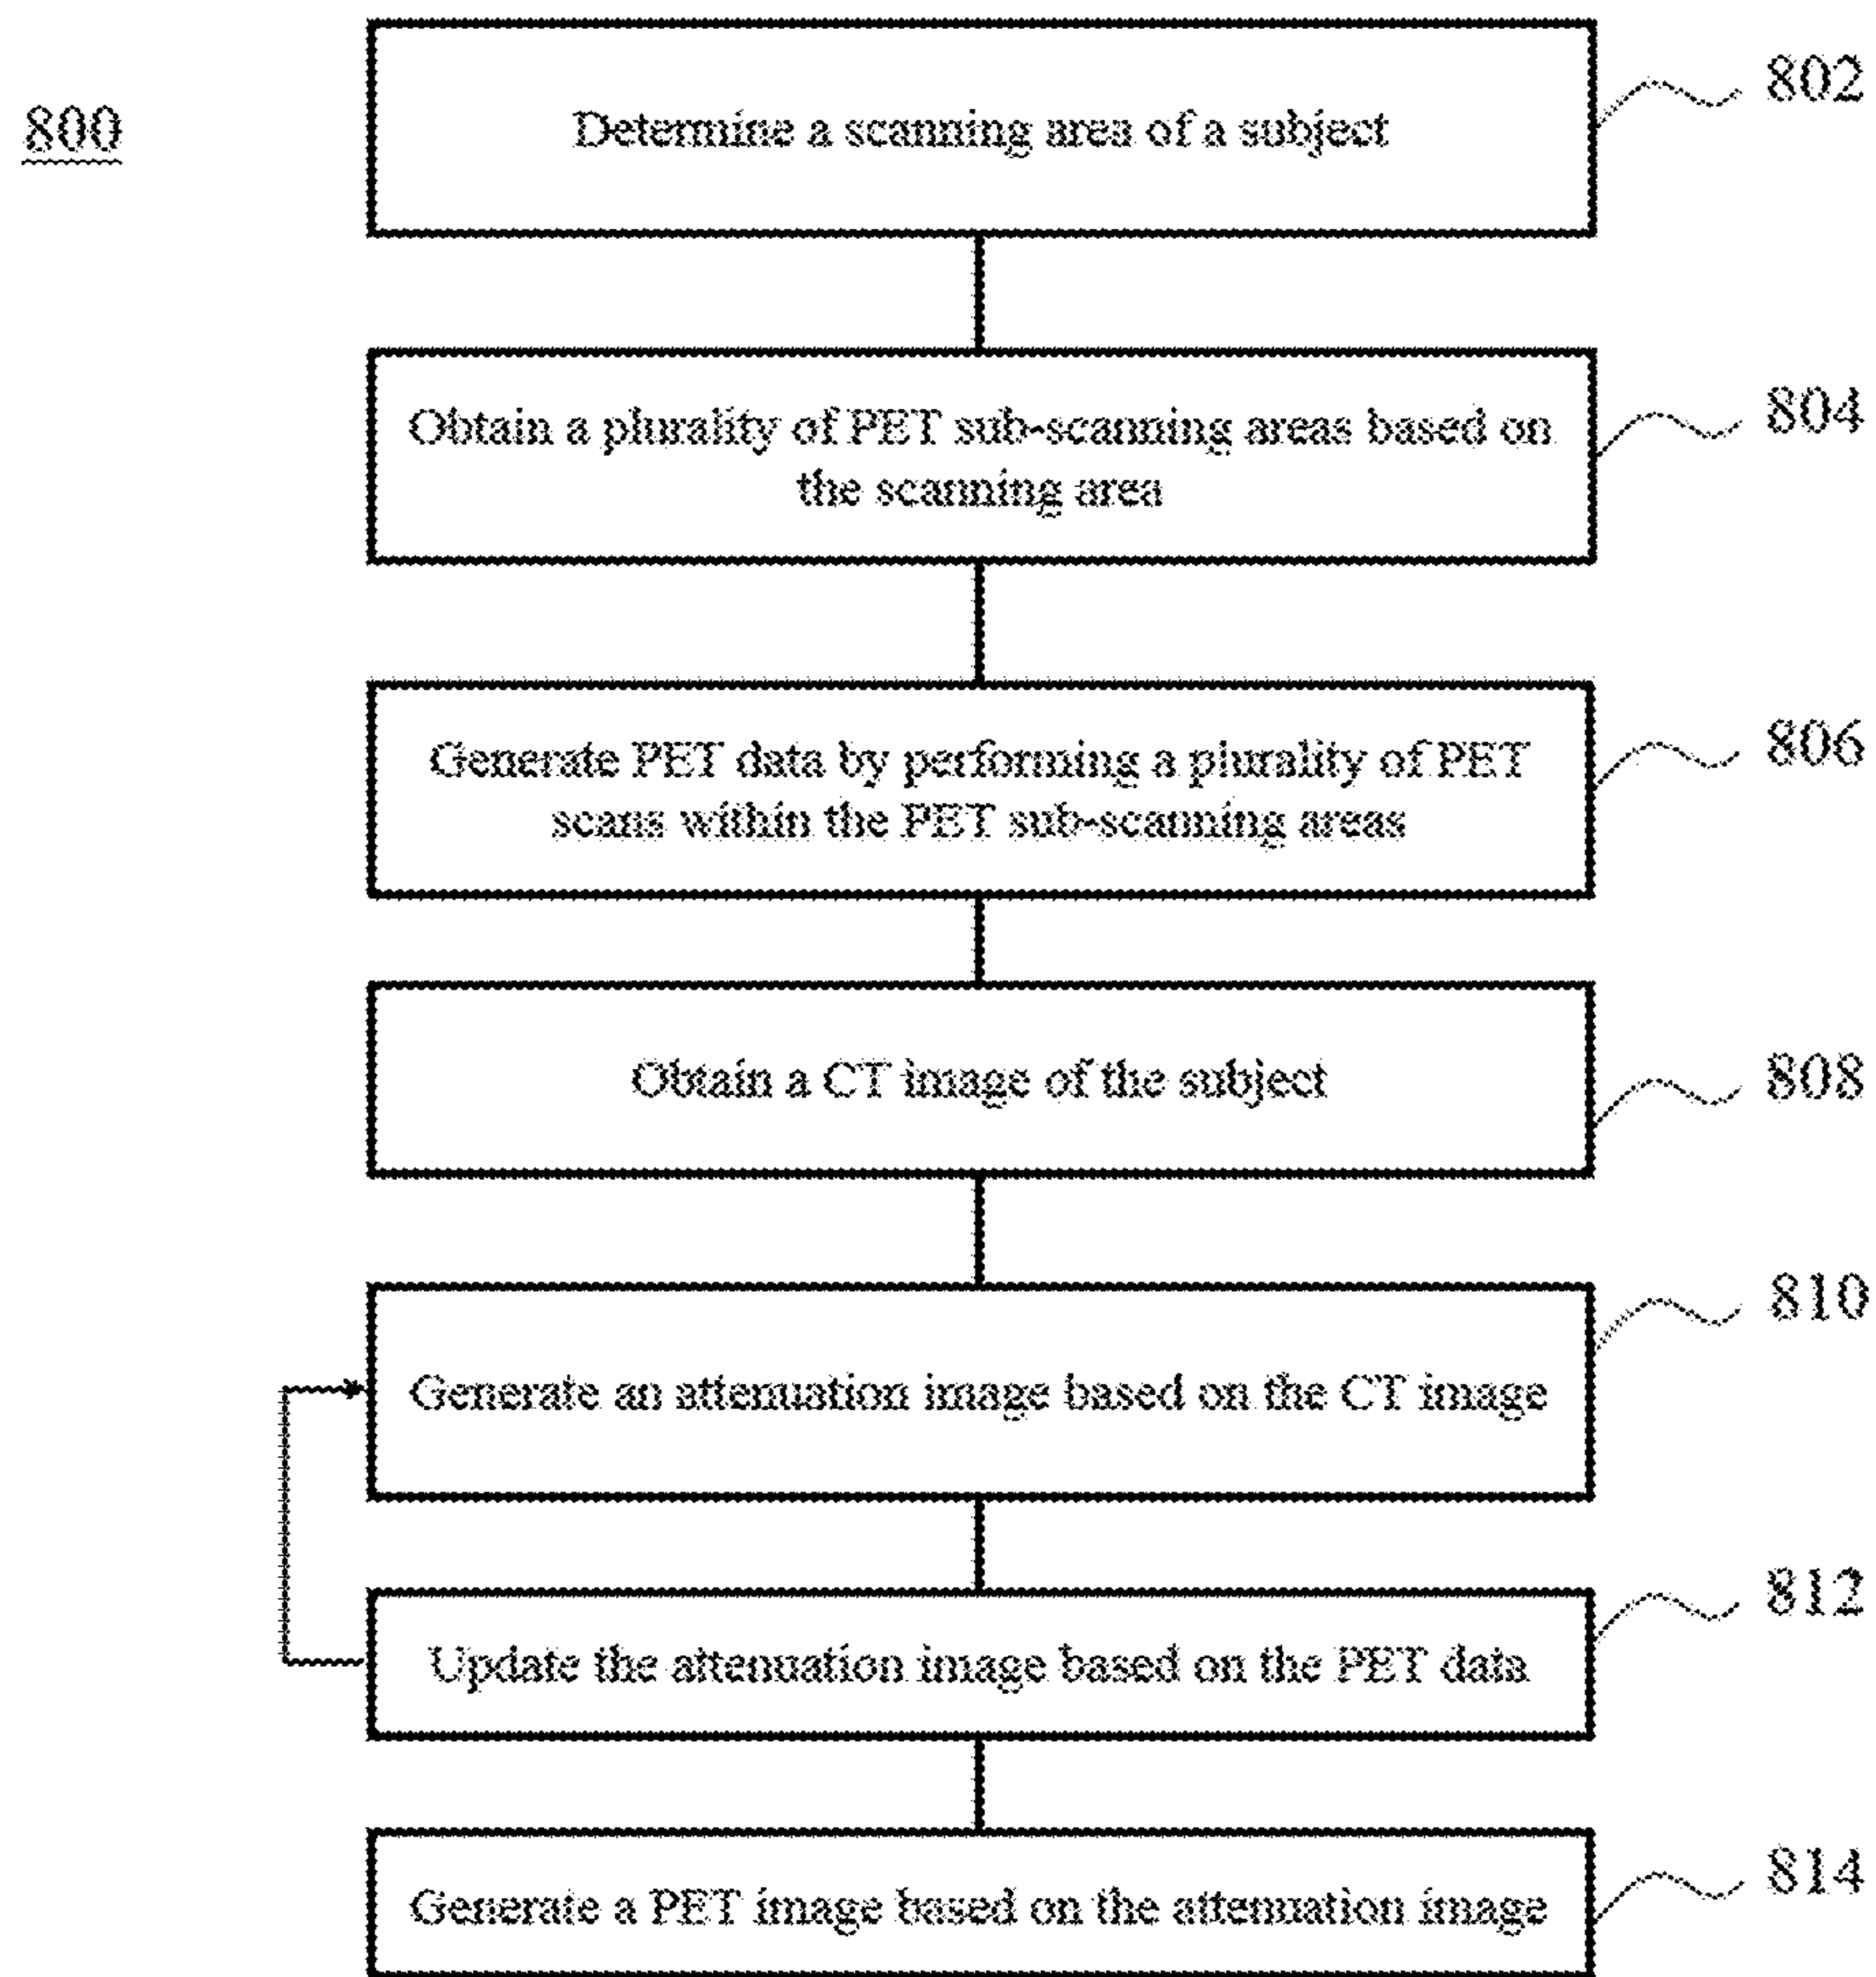 800
Determine a scanning area of a subject
802
Obtain a plurality of PET sub-scanning areas based on
the scanning area
804
Generate PET data by performing a plurality of PET
scans within the PET sub-scanning areas
806
Obtain a CT image of the subject
808
Generate an attenuation image based on the CT image
810
Update the attenuation image based on the PET data
812
Generate a PET image based on the attenuation image
814